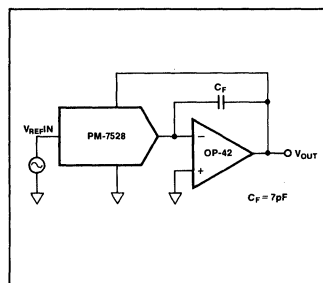 C_F
V_REF IN
PM-7528
−
OP-42
+
V_OUT
C_F = 7pF